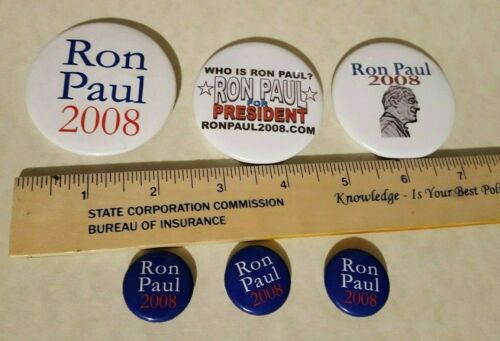 Ron
Paul
2008
WHO IS RON PAUL?
RON PAUL
FOR
PRESIDENT
RONPAUL2008.COM
Ron Paul
2008
1 2 3 4 5 6 7
STATE CORPORATION COMMISSION
BUREAU OF INSURANCE
Knowledge - Is Your Best Pol
Ron
Paul
2008
Ron
Paul
2008
Ron
Paul
2008